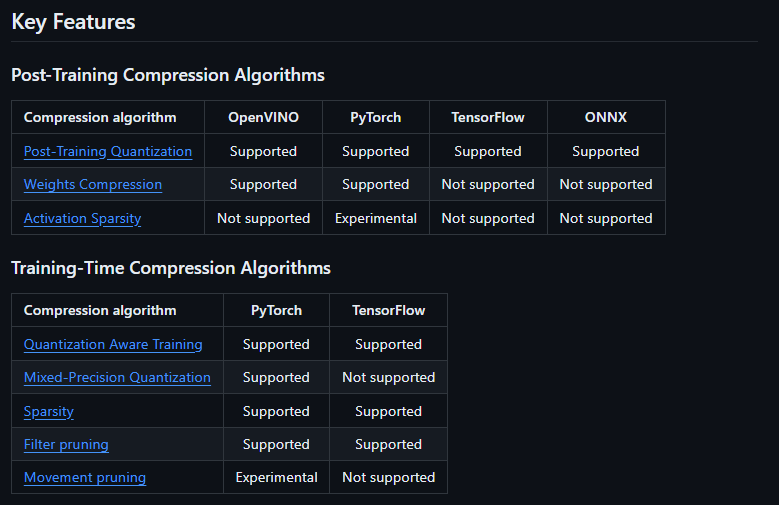 Key Features
Post-Training Compression Algorithms
Compression algorithm OpenVINO PyTorch TensorFlow ONNX
Post-Training Quantization Supported Supported Supported Supported
Weights Compression Supported Supported Not supported Not supported
Activation Sparsity Not supported Experimental Not supported Not supported
Training-Time Compression Algorithms
Compression algorithm PyTorch TensorFlow
Quantization Aware Training Supported Supported
Mixed-Precision Quantization Supported Not supported
Sparsity Supported Supported
Filter pruning Supported Supported
Movement pruning Experimental Not supported